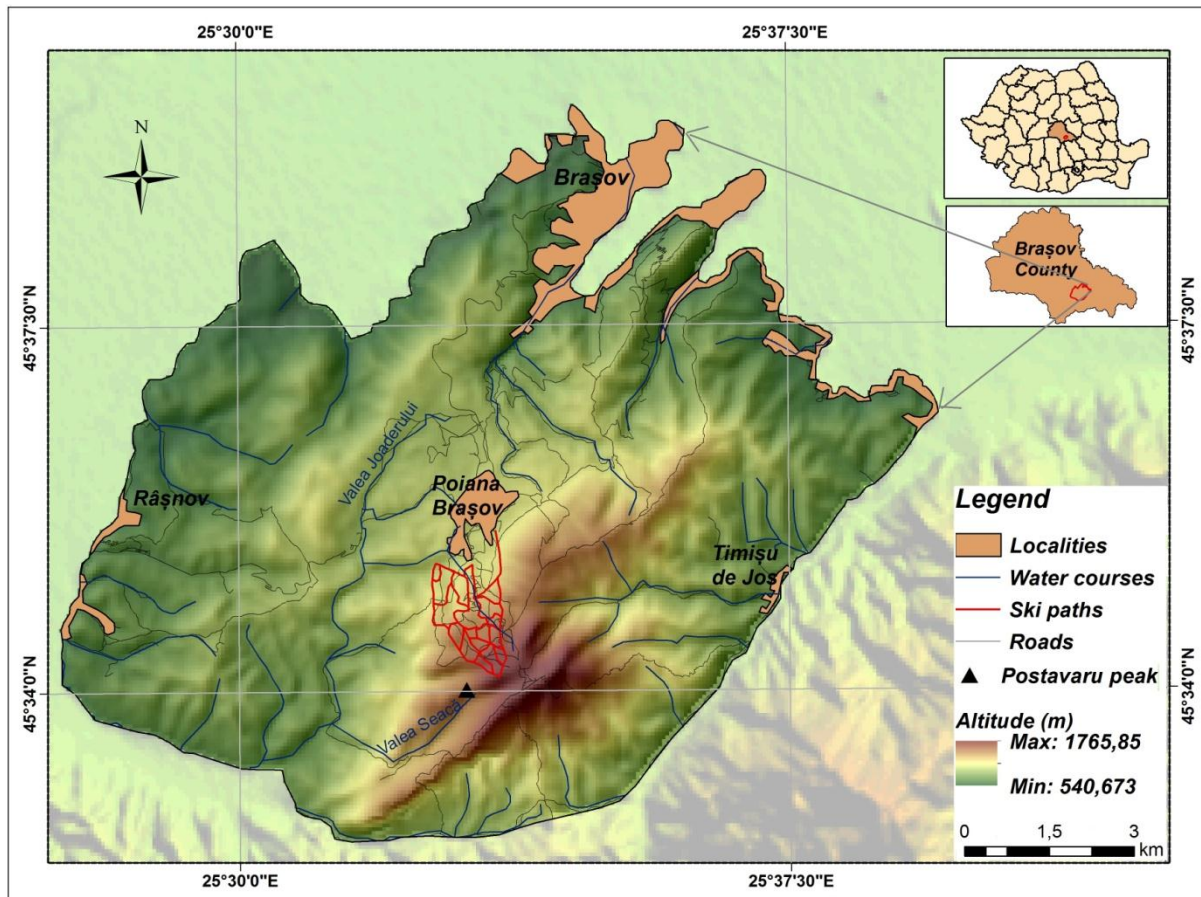 25°30'0"E
25°37'30"E
N
Brașov
Brașov
County
45°37'30"N
45°37'30"N
Valea Joaderului
Râșnov
Poiana
Brașov
Timișu
de Jos
Legend
Localities
Water courses
Ski paths
Roads
Postavaru peak
45°34'0"N
45°34'0"N
Valea Seacă
Altitude (m)
Max: 1765,85
Min: 540,673
0 1,5 3
km
25°30'0"E
25°37'30"E